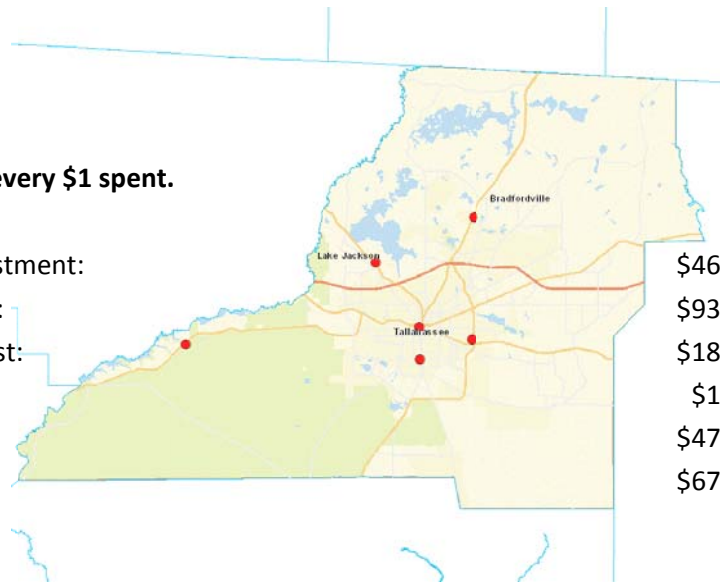 every $1 spent.
Bradfordville
stment:
Lake Jackson
$46
:
$93
Tallahassee
st:
$18
$1
$47
$67